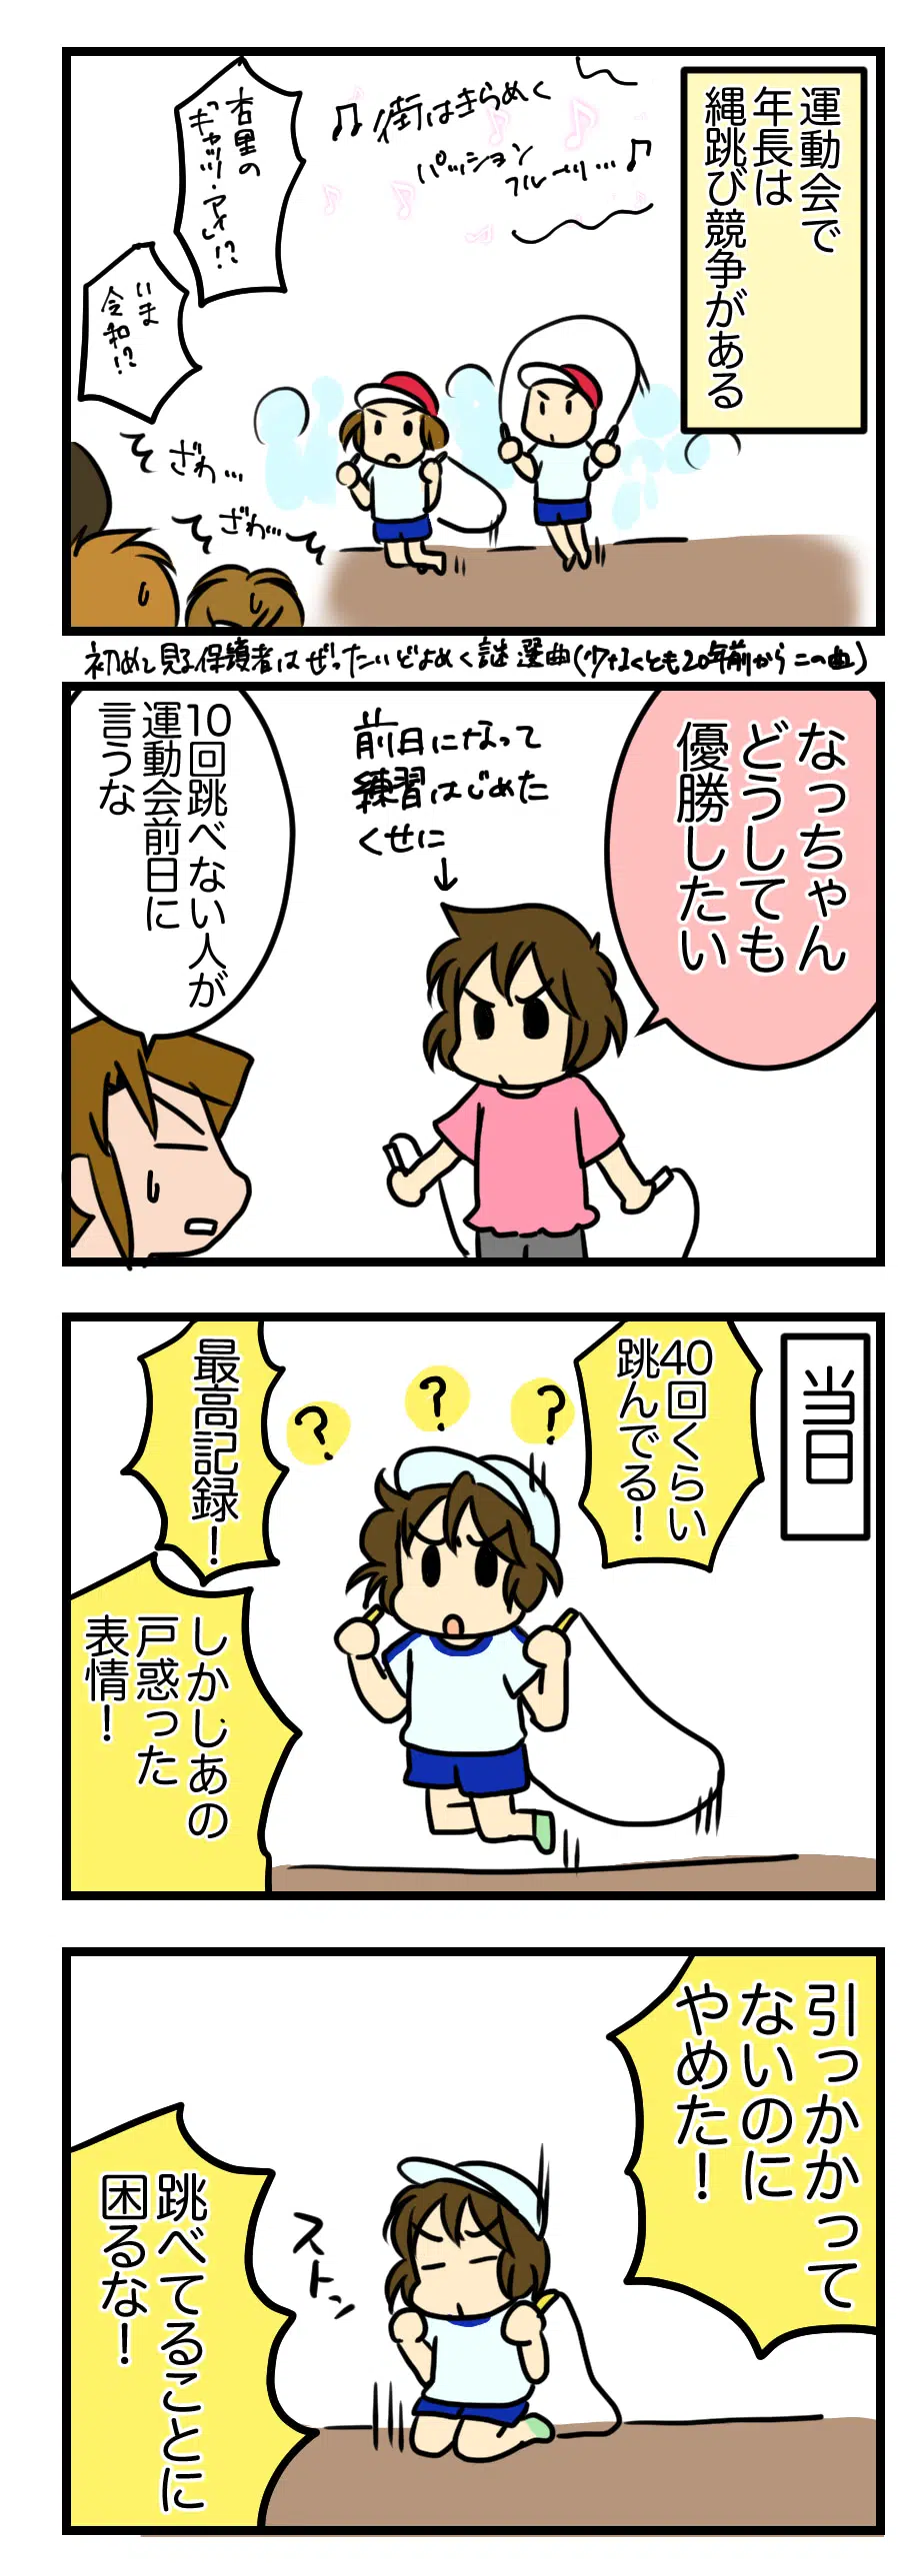 運動会で
年長は
縄跳び競争がある
♫街はきらめく
パッション
フルーツ…♫
杏里の
「キャッツ・アイ」!?
いま
令和!?
ざわ…
ざわ…
初めて見る保護者はぜったいどよめく謎選曲(少なくとも20年前からこの曲)
なっちゃん
どうしても
優勝したい
前日になって
練習はじめた
くせに
↓
10回跳べない人が
運動会前日に
言うな
当日
40回くらい
跳んでる!
???
最高記録!
しかしあの
戸惑った
表情!
引っかかって
ないのに
やめた!
ストン
跳べてることに
困るな!